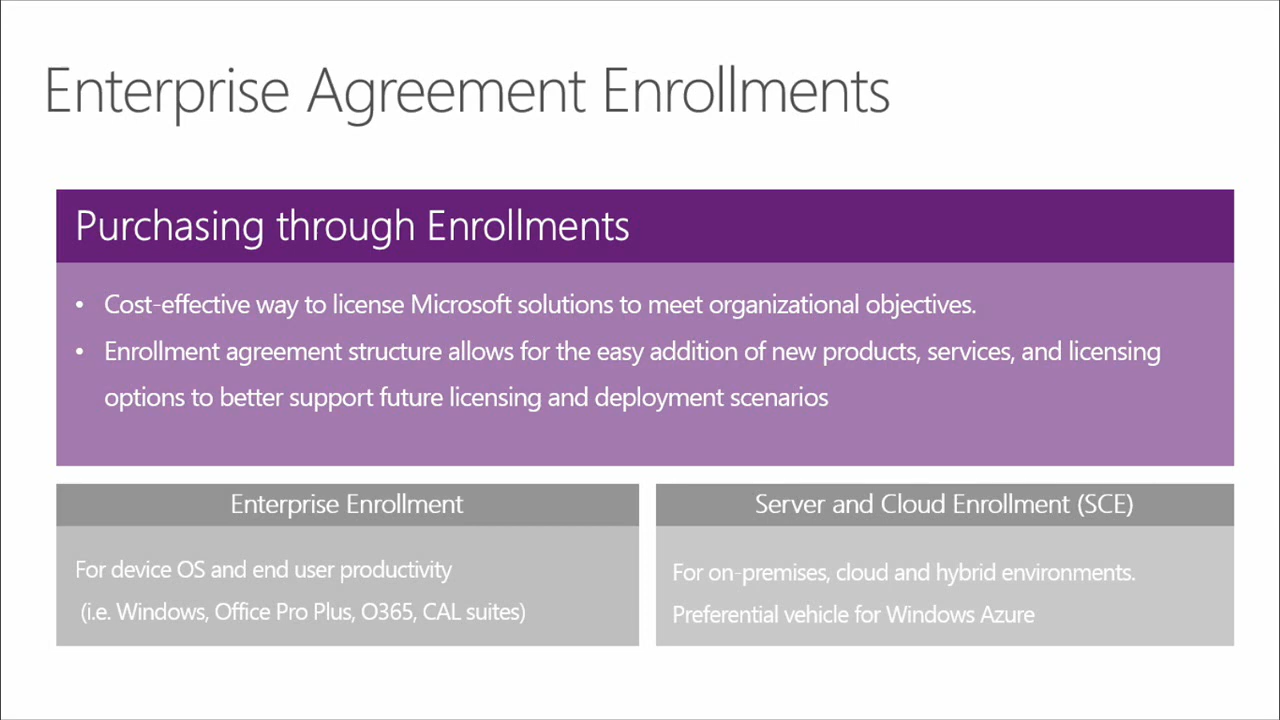 Enterprise Agreement Enrollments
Purchasing through Enrollments
• Cost-effective way to license Microsoft solutions to meet organizational objectives.
• Enrollment agreement structure allows for the easy addition of new products, services, and licensing
options to better support future licensing and deployment scenarios
Enterprise Enrollment
For device OS and end user productivity
(i.e. Windows, Office Pro Plus, O365, CAL suites)
Server and Cloud Enrollment (SCE)
For on-premises, cloud and hybrid environments.
Preferential vehicle for Windows Azure